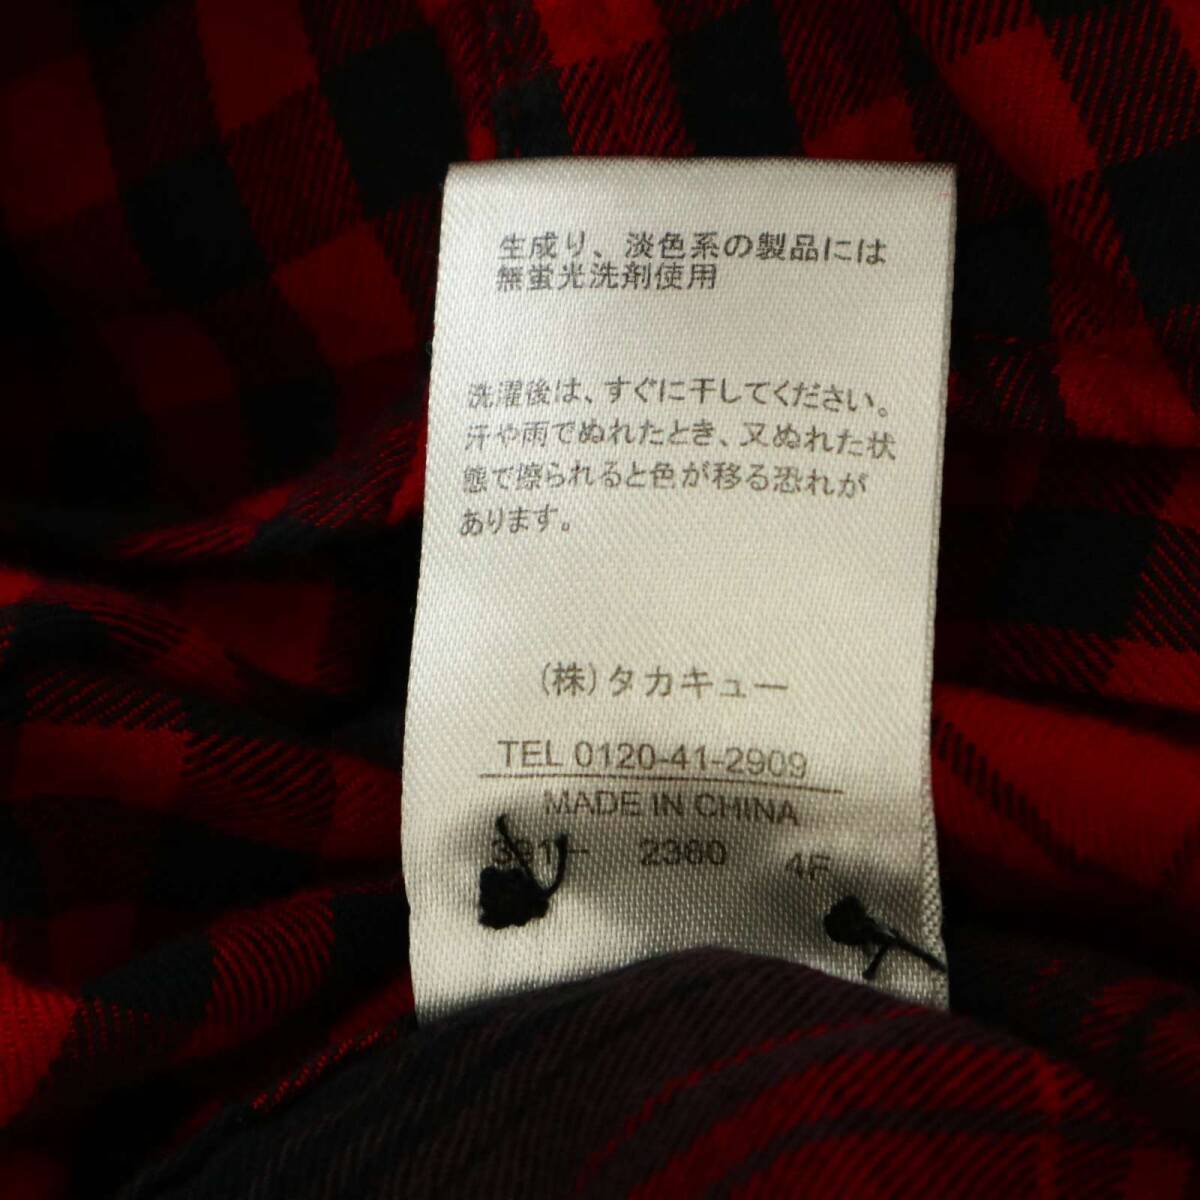 生成り、淡色系の製品には
無蛍光洗剤使用
洗濯後は、すぐに干してください。
汗や雨でぬれたとき、又ぬれた状
態で擦られると色が移る恐れが
あります。
(株)タカキュー
TEL 0120-41-2909
MADE IN CHINA
2360 4F